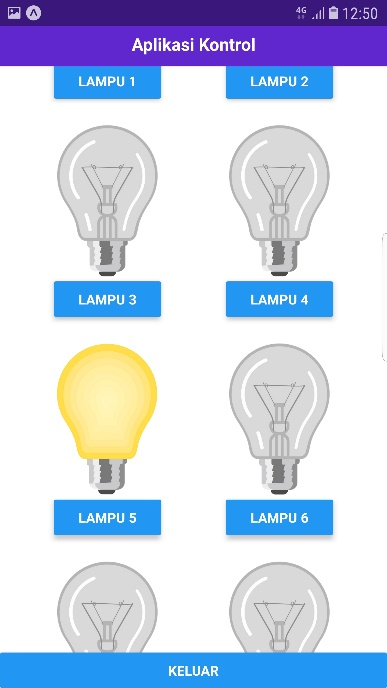 4G 12:50
Aplikasi Kontrol
LAMPU 1 LAMPU 2
LAMPU 3 LAMPU 4
LAMPU 5 LAMPU 6
KELUAR